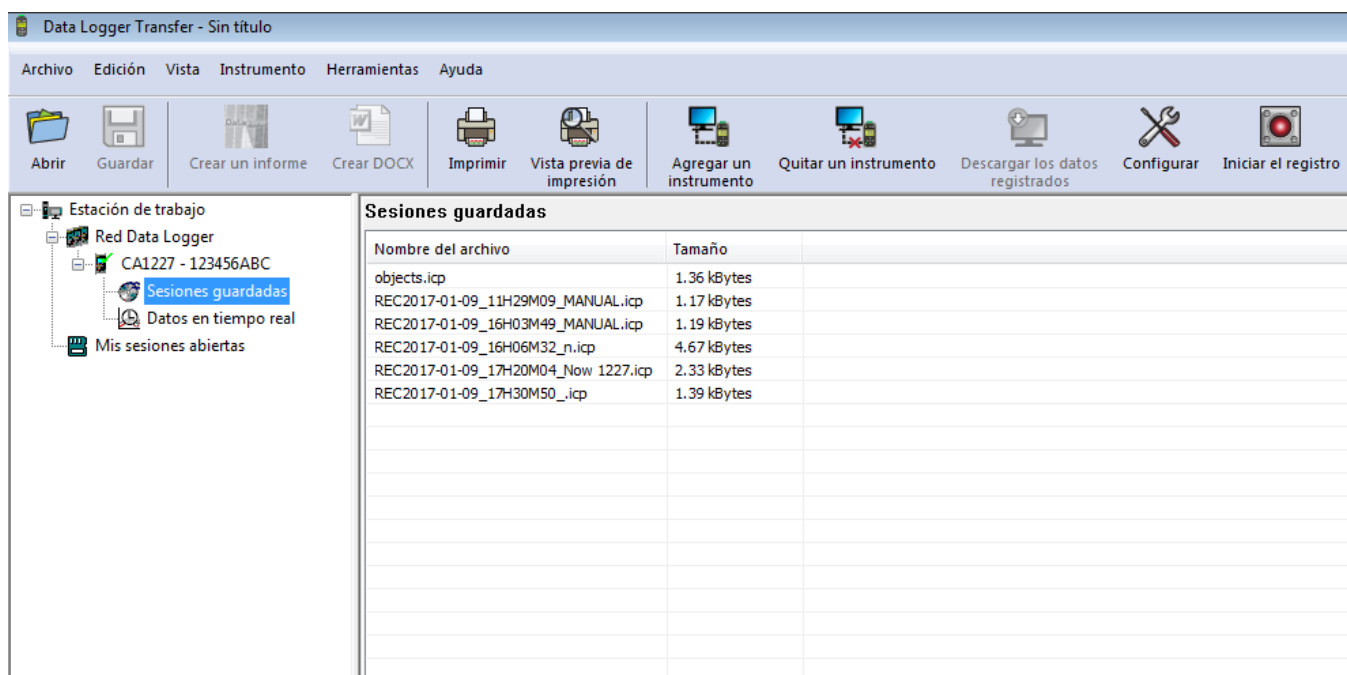 Data Logger Transfer - Sin título
Archivo Edición Vista Instrumento Herramientas Ayuda
Abrir Guardar Crear un informe Crear DOCX Imprimir Vista previa de impresión Agregar un instrumento Quitar un instrumento Descargar los datos registrados Configurar Iniciar el registro
Estación de trabajo
Red Data Logger
CA1227 - 123456ABC
Sesiones guardadas
Datos en tiempo real
Mis sesiones abiertas
Sesiones guardadas
Nombre del archivo Tamaño
objects.icp 1.36 kBytes
REC2017-01-09_11H29M09_MANUAL.icp 1.17 kBytes
REC2017-01-09_16H03M49_MANUAL.icp 1.19 kBytes
REC2017-01-09_16H06M32_n.icp 4.67 kBytes
REC2017-01-09_17H20M04_Now 1227.icp 2.33 kBytes
REC2017-01-09_17H30M50_.icp 1.39 kBytes